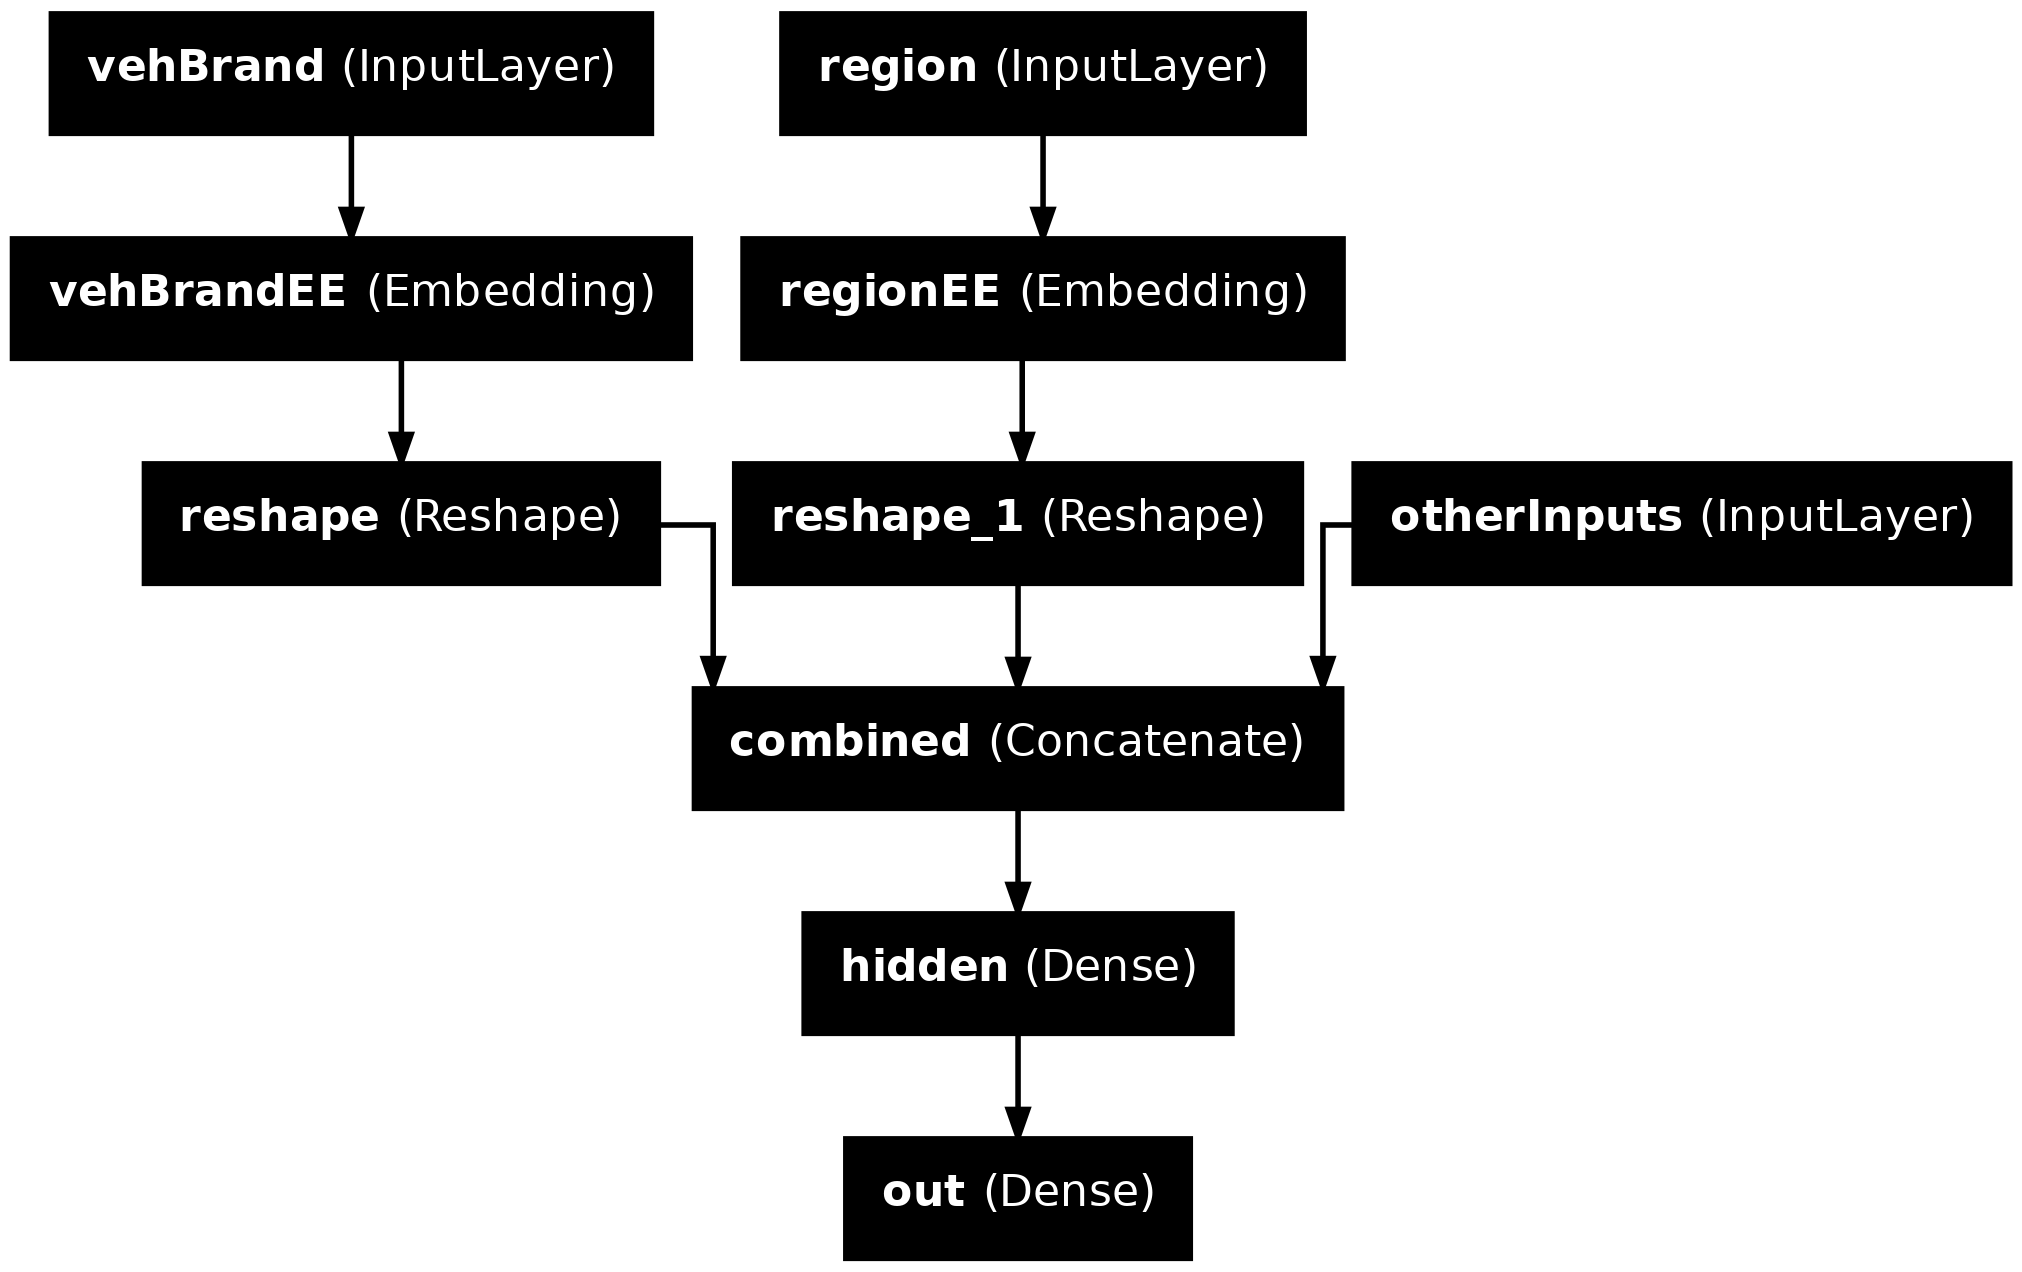 vehBrand (InputLayer)
region (InputLayer)
vehBrandEE (Embedding)
regionEE (Embedding)
reshape (Reshape)
reshape_1 (Reshape)
otherInputs (InputLayer)
combined (Concatenate)
hidden (Dense)
out (Dense)